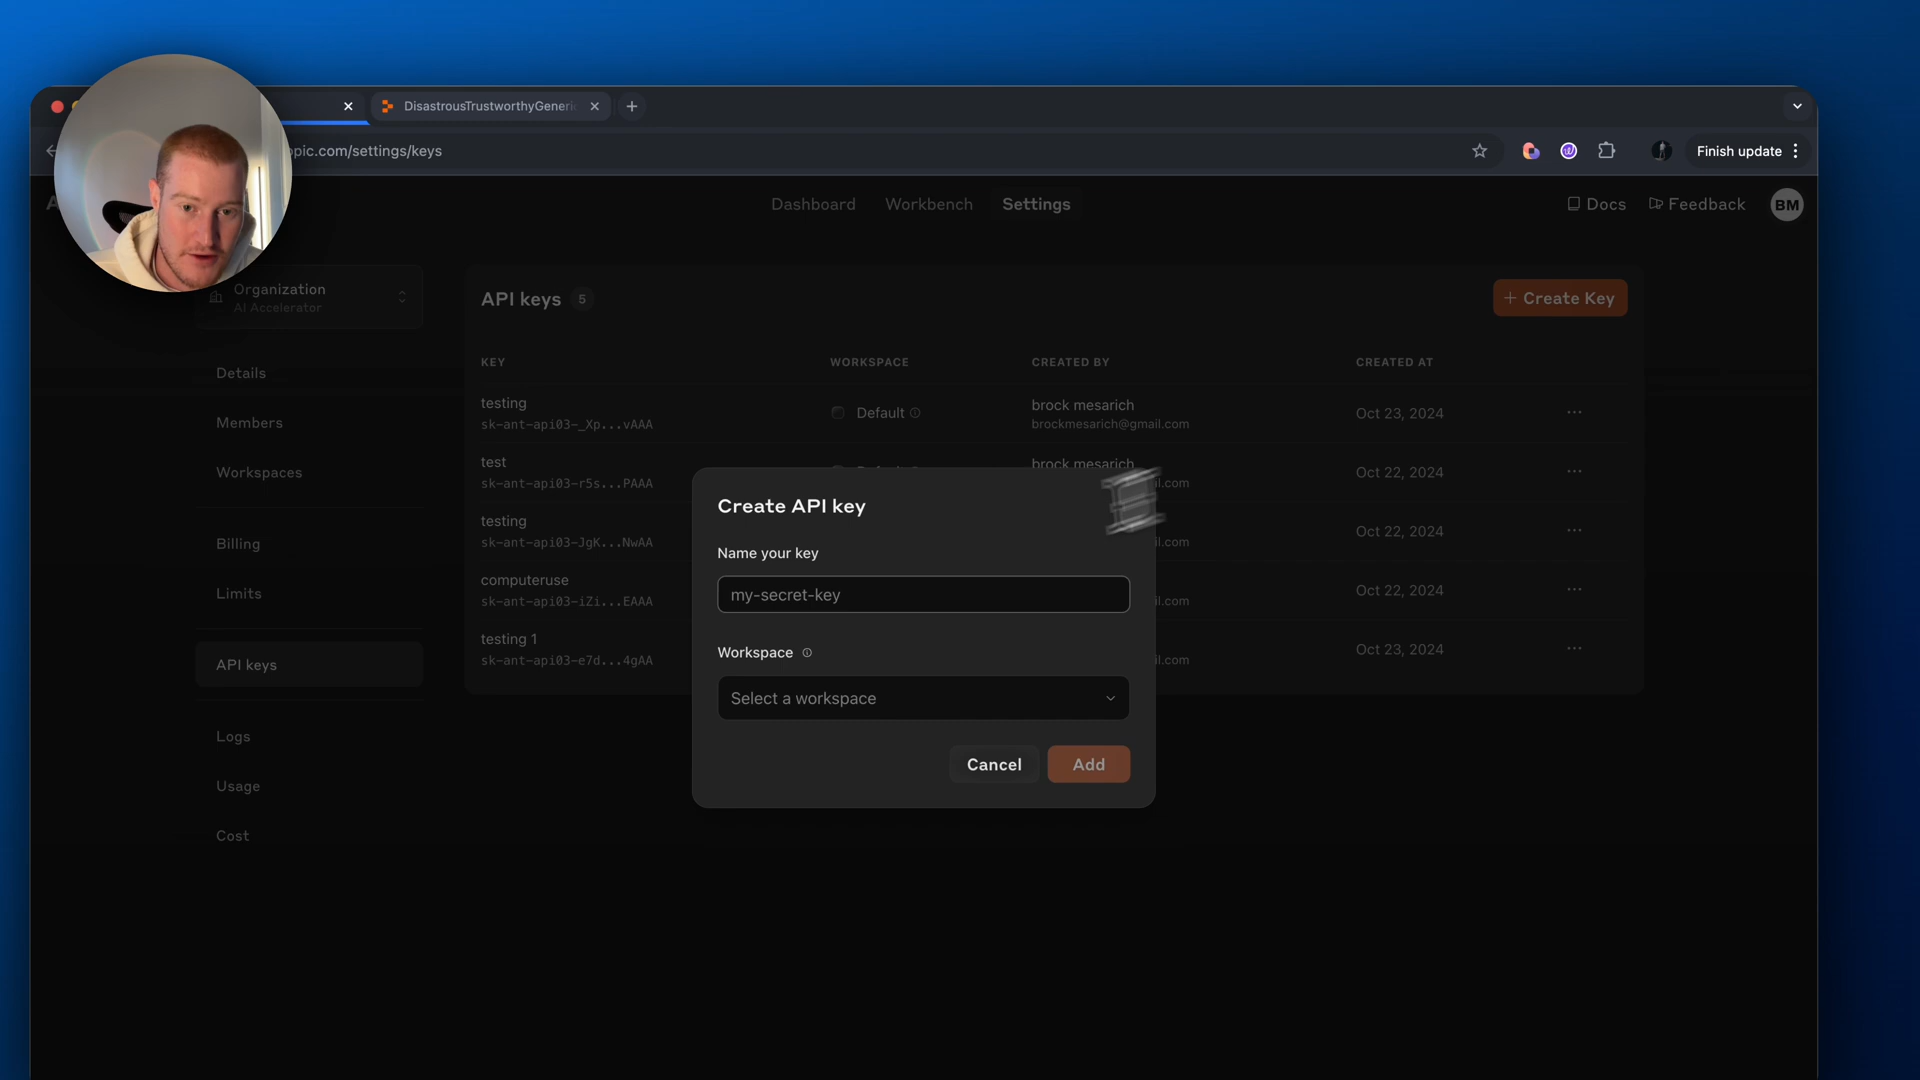 DisastrousTrustworthyGeneri
opic.com/settings/keys
Finish update
A
Dashboard
Workbench
Settings
Docs
Feedback
BM
Organization
AI Accelerator
Details
Members
Workspaces
Billing
Limits
API keys
Logs
Usage
Cost
API keys 5
+ Create Key
KEY WORKSPACE CREATED BY CREATED AT
testing
sk-ant-api03-_Xp...vAAA
Default
brock mesarich
brockmesarich@gmail.com
Oct 23, 2024
test
sk-ant-api03-r5s...PAAA
brock mesarich
il.com
Oct 22, 2024
testing
sk-ant-api03-JgK...NwAA
il.com
Oct 22, 2024
computeruse
sk-ant-api03-iZi...EAAA
il.com
Oct 22, 2024
testing 1
sk-ant-api03-e7d...4gAA
il.com
Oct 23, 2024
Create API key
Name your key
my-secret-key
Workspace
Select a workspace
Cancel
Add